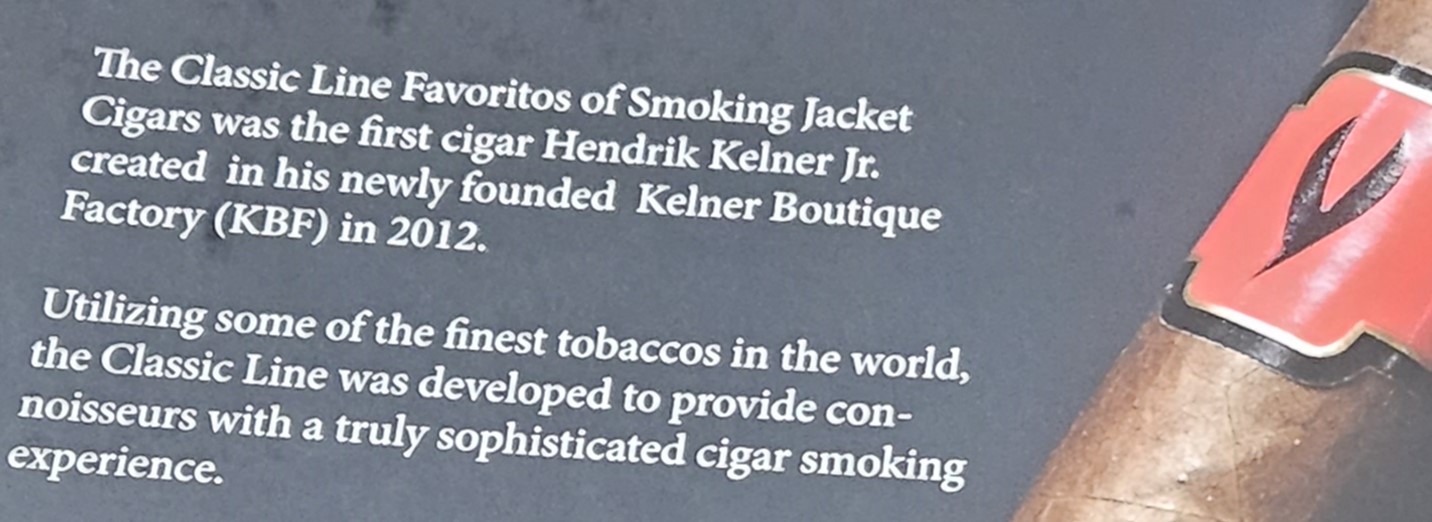 The Classic Line Favoritos of Smoking Jacket
Cigars was the first cigar Hendrik Kelner Jr.
created in his newly founded Kelner Boutique
Factory (KBF) in 2012.
Utilizing some of the finest tobaccos in the world,
the Classic Line was developed to provide con-
noisseurs with a truly sophisticated cigar smoking
experience.